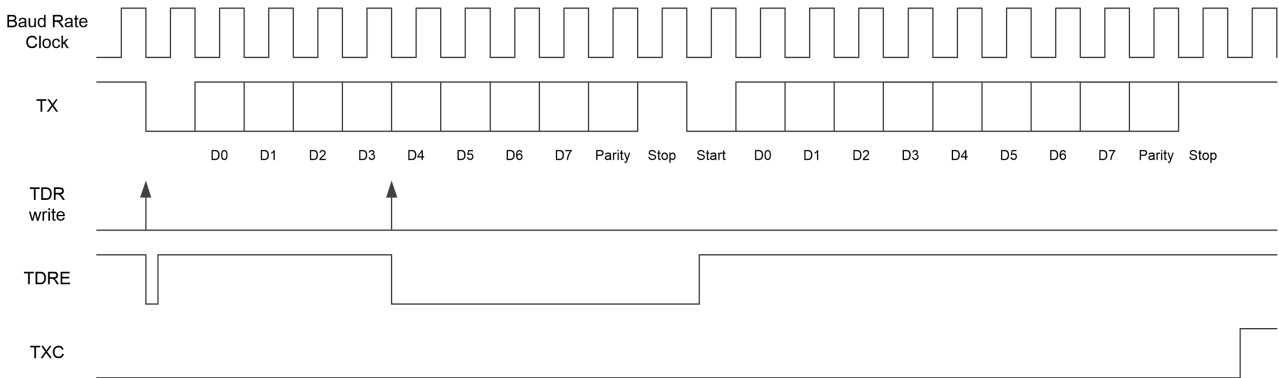 Baud Rate
Clock
TX
D0 D1 D2 D3 D4 D5 D6 D7 Parity Stop Start D0 D1 D2 D3 D4 D5 D6 D7 Parity Stop
TDR
write
TDRE
TXC